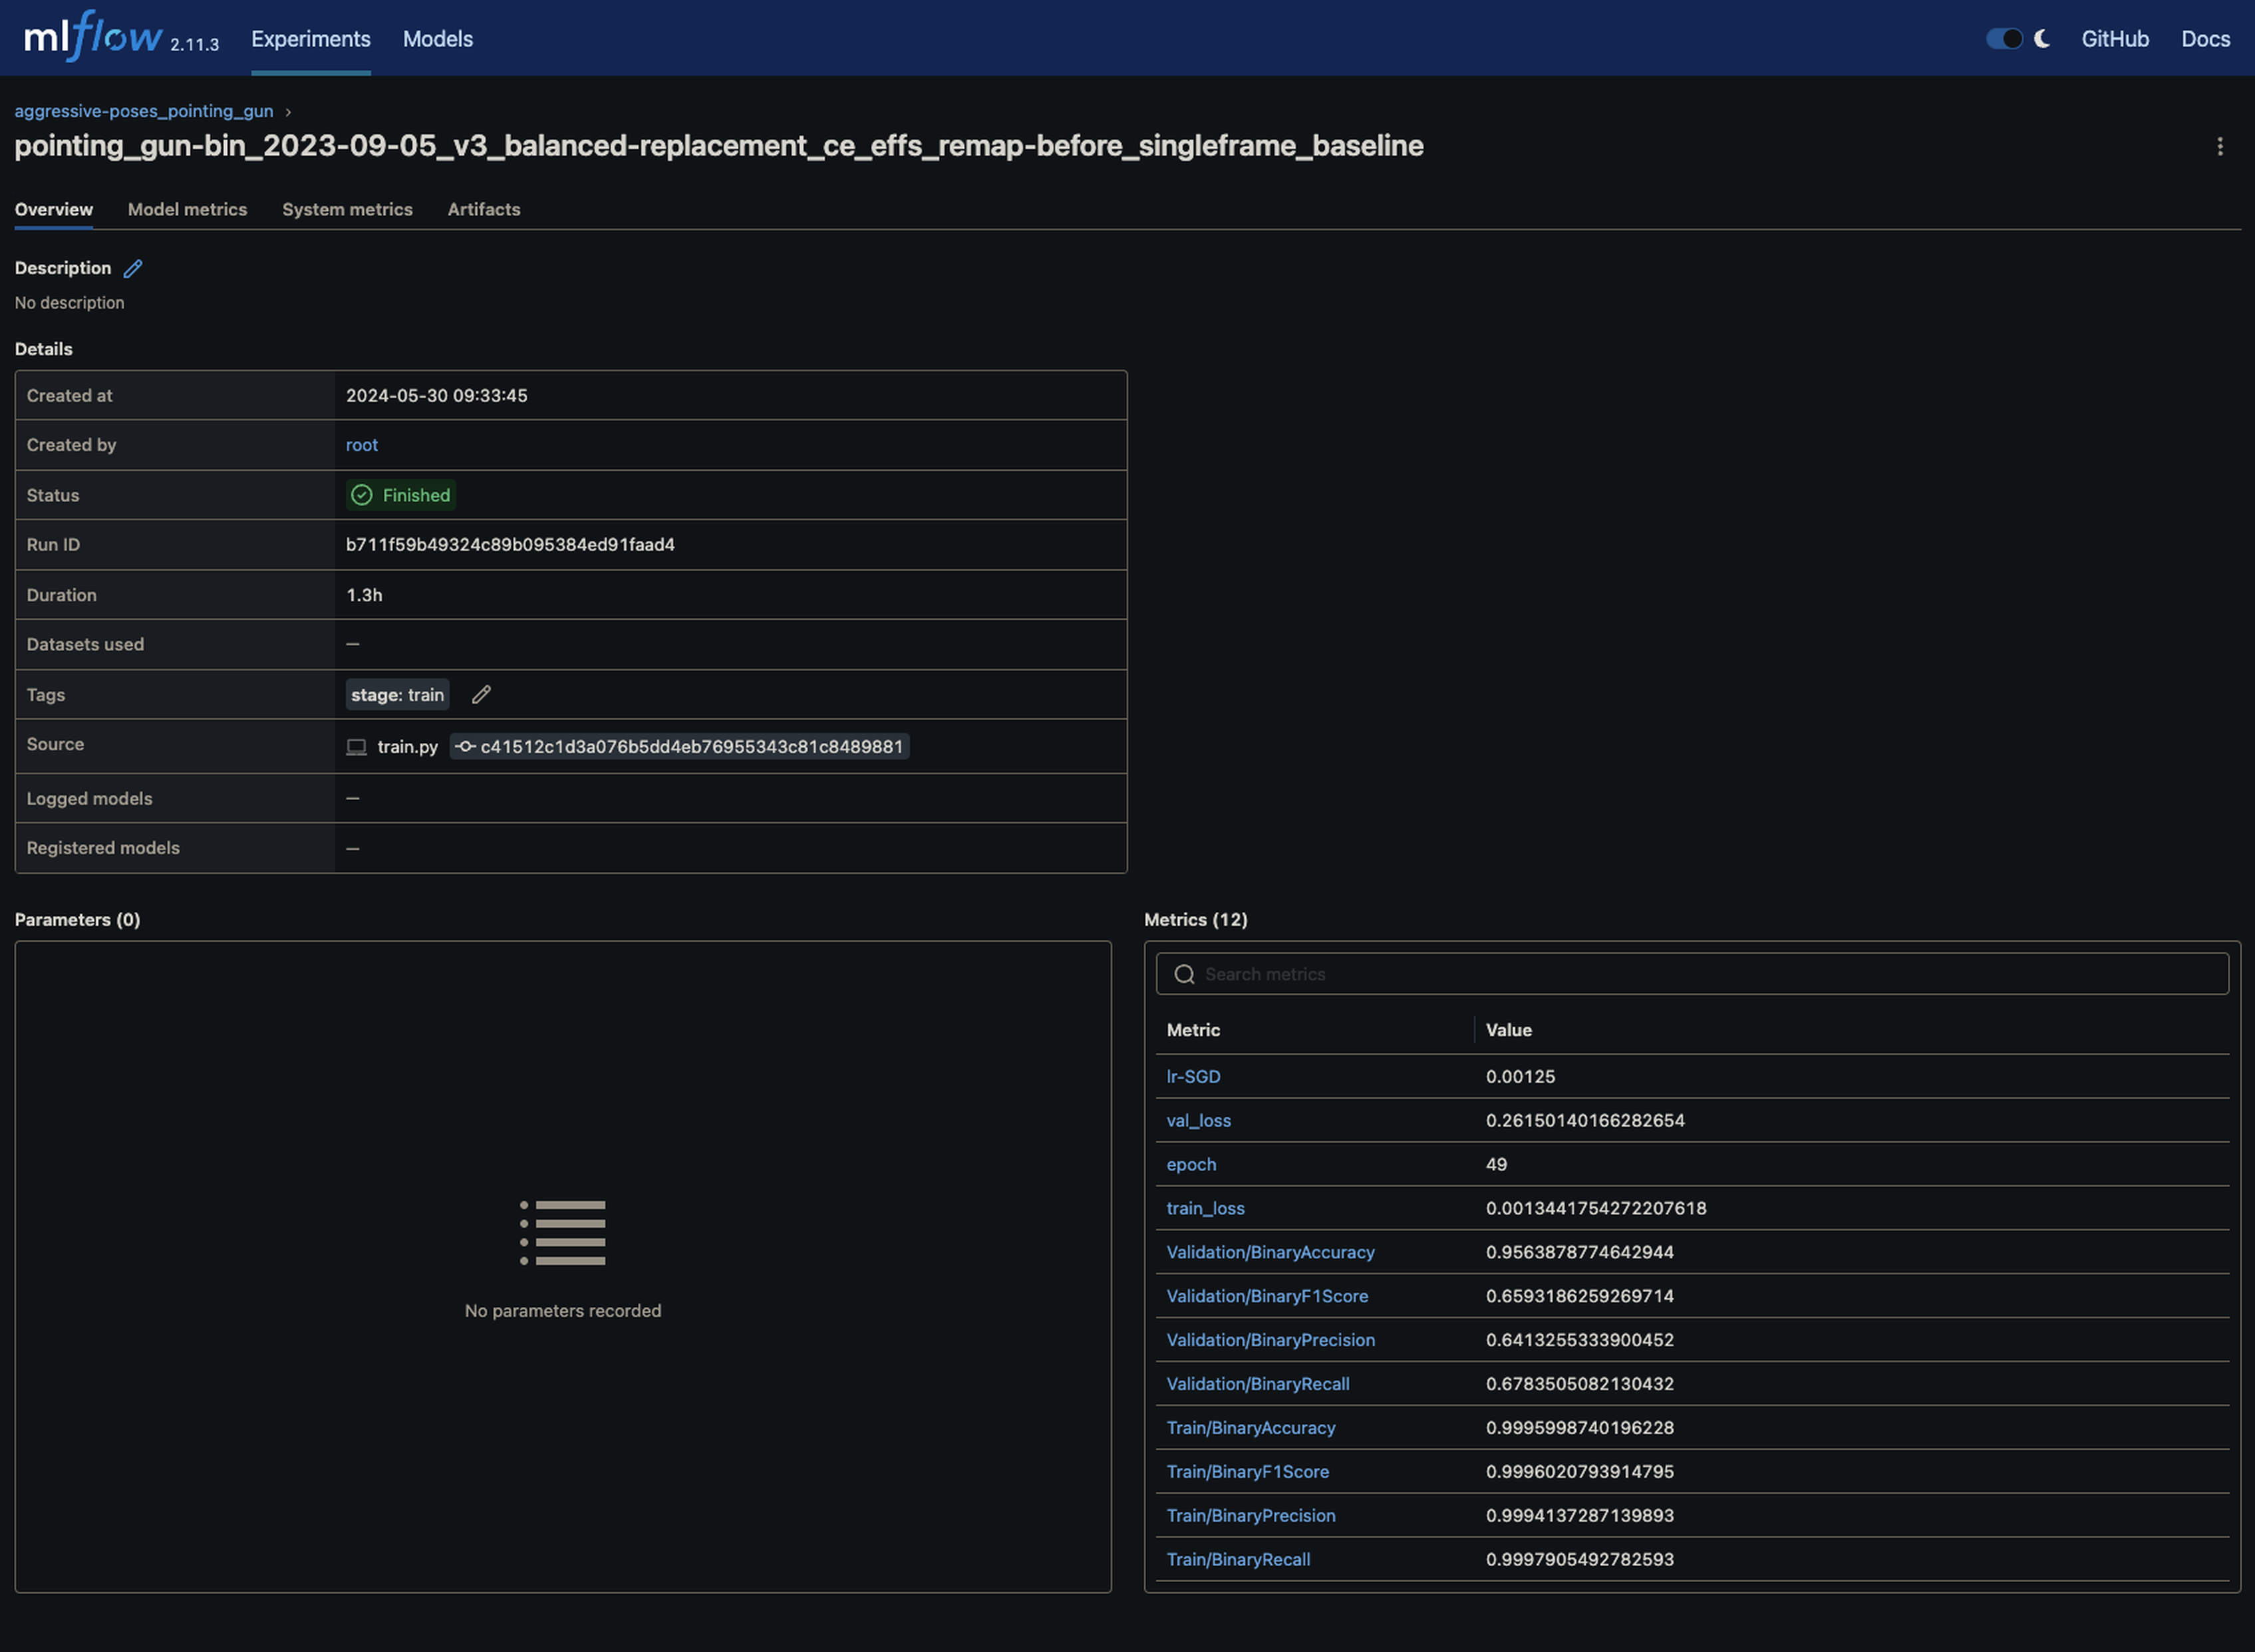 mlflow 2.11.3 Experiments Models GitHub Docs
aggressive-poses_pointing_gun
pointing_gun-bin_2023-09-05_v3_balanced-replacement_ce_effs_remap-before_singleframe_baseline
Overview Model metrics System metrics Artifacts
Description
No description
Details
Created at 2024-05-30 09:33:45
Created by root
Status Finished
Run ID b711f59b49324c89b095384ed91faad4
Duration 1.3h
Datasets used —
Tags stage: train
Source train.py c41512c1d3a076b5dd4eb76955343c81c8489881
Logged models —
Registered models —
Parameters (0)
No parameters recorded
Metrics (12)
Search metrics
Metric Value
lr-SGD 0.00125
val_loss 0.26150140166282654
epoch 49
train_loss 0.0013441754272207618
Validation/BinaryAccuracy 0.9563878774642944
Validation/BinaryF1Score 0.6593186259269714
Validation/BinaryPrecision 0.6413255333900452
Validation/BinaryRecall 0.6783505082130432
Train/BinaryAccuracy 0.9995998740196228
Train/BinaryF1Score 0.9996020793914795
Train/BinaryPrecision 0.9994137287139893
Train/BinaryRecall 0.9997905492782593